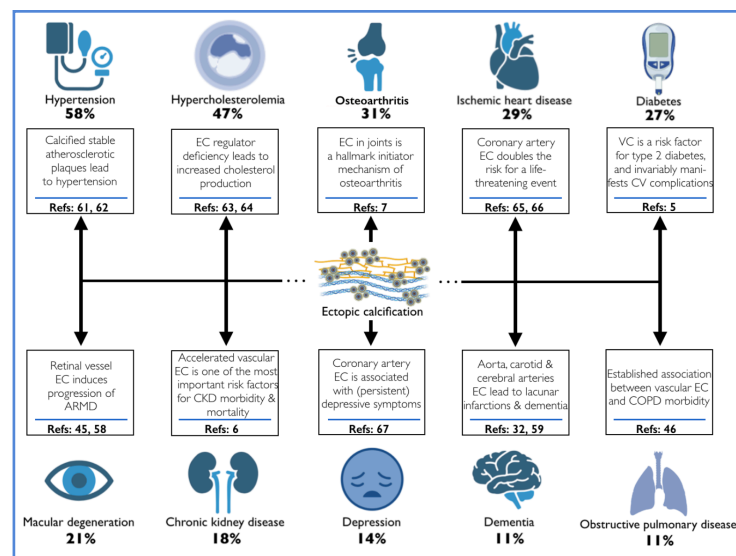 Hypertension
58%
Hypercholesterolemia
47%
Osteoarthritis
31%
Ischemic heart disease
29%
Diabetes
27%
Calcified stable
atherosclerotic
plaques lead
to hypertension
Refs: 61, 62
EC regulator
deficiency leads to
increased cholesterol
production
Refs: 63, 64
EC in joints is
a hallmark initiator
mechanism of
osteoarthritis
Refs: 7
Coronary artery
EC doubles the
risk for a life-
threatening event
Refs: 65, 66
VC is a risk factor
for type 2 diabetes,
and invariably mani-
fests CV complications
Refs: 5
Ectopic calcification
Retinal vessel
EC induces
progression of
ARMD
Refs: 45, 58
Accelerated vascular
EC is one of the most
important risk factors
for CKD morbidity &
mortality
Refs: 6
Coronary artery
EC is associated
with (persistent)
depressive symptoms
Refs: 67
Aorta, carotid &
cerebral arteries
EC lead to lacunar
infarctions & dementia
Refs: 32, 59
Established association
between vascular EC
and COPD morbidity
Refs: 46
Macular degeneration
21%
Chronic kidney disease
18%
Depression
14%
Dementia
11%
Obstructive pulmonary disease
11%